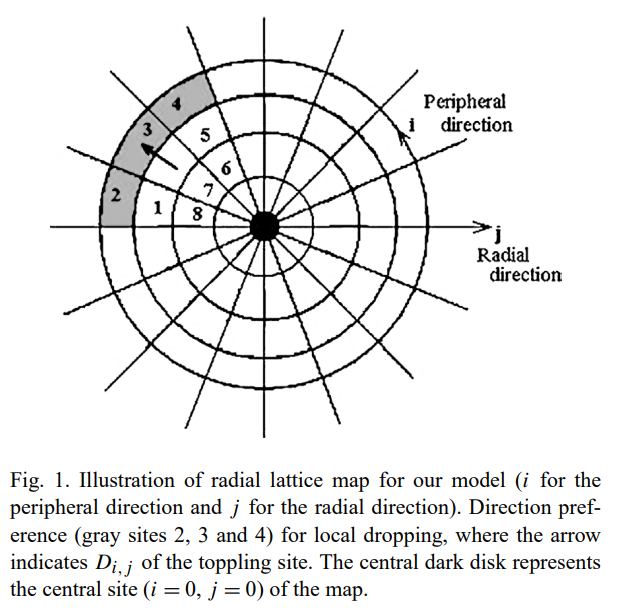 4
3
5
Peripheral
i direction
6
2
7
1
8
j
Radial
direction
Fig. 1. Illustration of radial lattice map for our model (i for the
peripheral direction and j for the radial direction). Direction pref-
erence (gray sites 2, 3 and 4) for local dropping, where the arrow
indicates Di,j of the toppling site. The central dark disk represents
the central site (i = 0, j = 0) of the map.